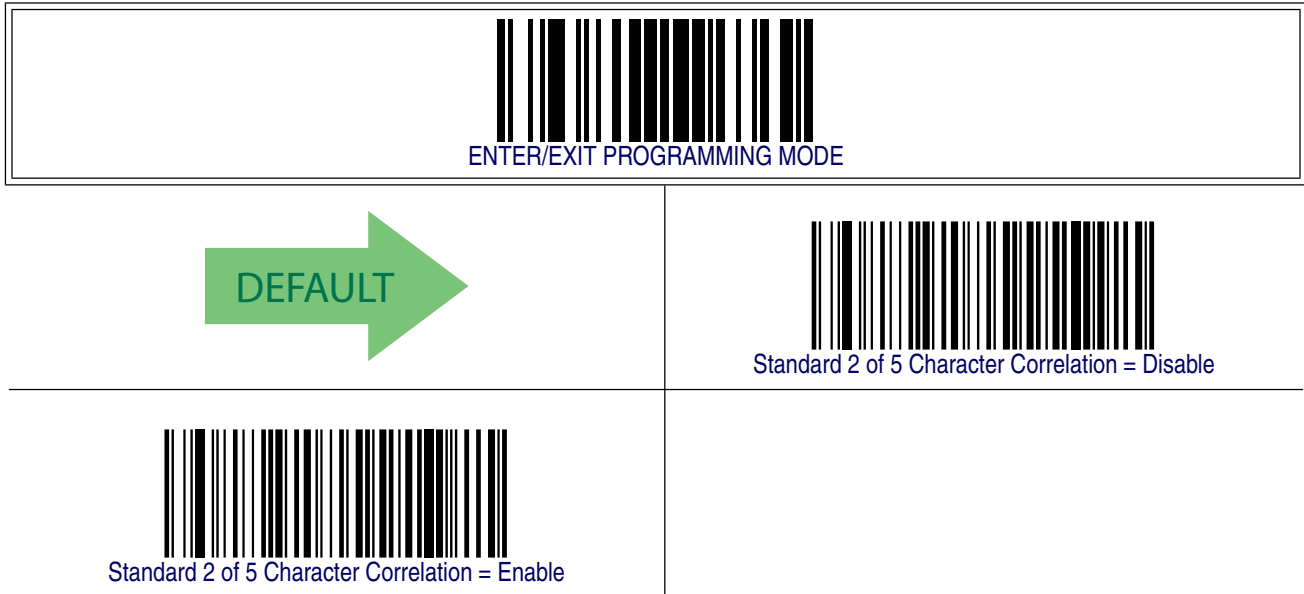 ENTER/EXIT PROGRAMMING MODE
DEFAULT
Standard 2 of 5 Character Correlation = Disable
Standard 2 of 5 Character Correlation = Enable